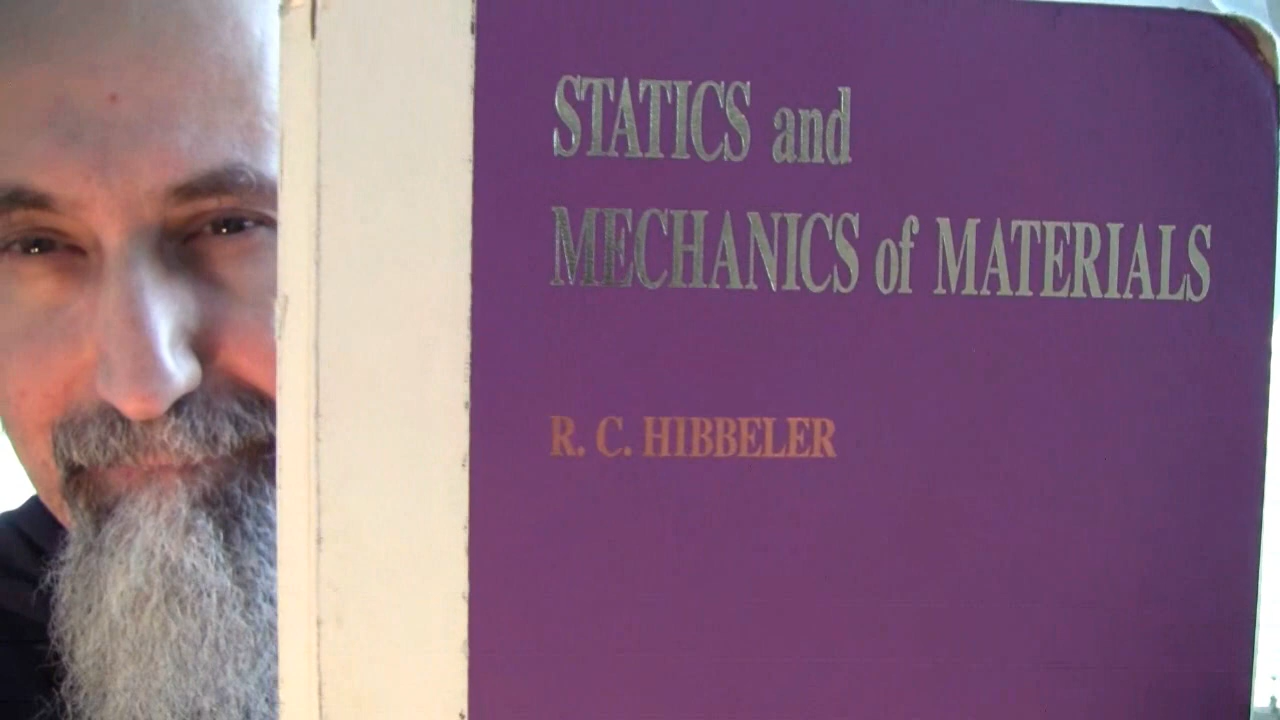 STATICS and
MECHANICS of MATERIALS
R. C. HIBBELER